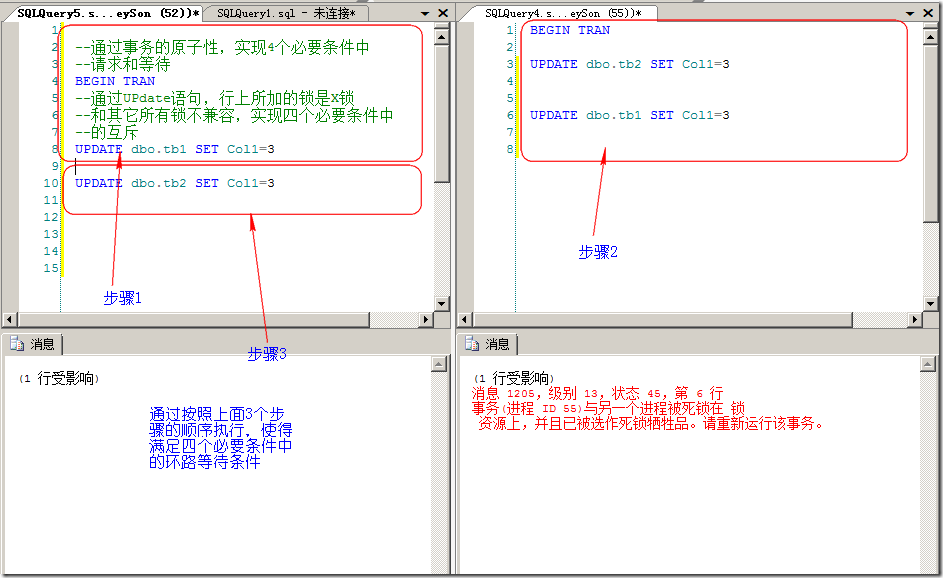 SQLQuery5.s...eySon (52))*
SQLQuery1.sql - 未连接*
1
2 --通过事务的原子性，实现4个必要条件中
3 --请求和等待
4 BEGIN TRAN
5 --通过UPdate语句，行上所加的锁是X锁
6 --和其它所有锁不兼容，实现四个必要条件中
7 --的互斥
8 UPDATE dbo.tb1 SET Col1=3
9
10 UPDATE dbo.tb2 SET Col1=3
11
12
13
14
15
步骤1
步骤3
消息
(1 行受影响)
通过按照上面3个步
骤的顺序执行，使得
满足四个必要条件中
的环路等待条件
SQLQuery4.s...eySon (55))*
1 BEGIN TRAN
2
3 UPDATE dbo.tb2 SET Col1=3
4
5
6 UPDATE dbo.tb1 SET Col1=3
7
8
步骤2
消息
(1 行受影响)
消息 1205，级别 13，状态 45，第 6 行
事务(进程 ID 55)与另一个进程被死锁在 锁
资源上，并且已被选作死锁牺牲品。请重新运行该事务。